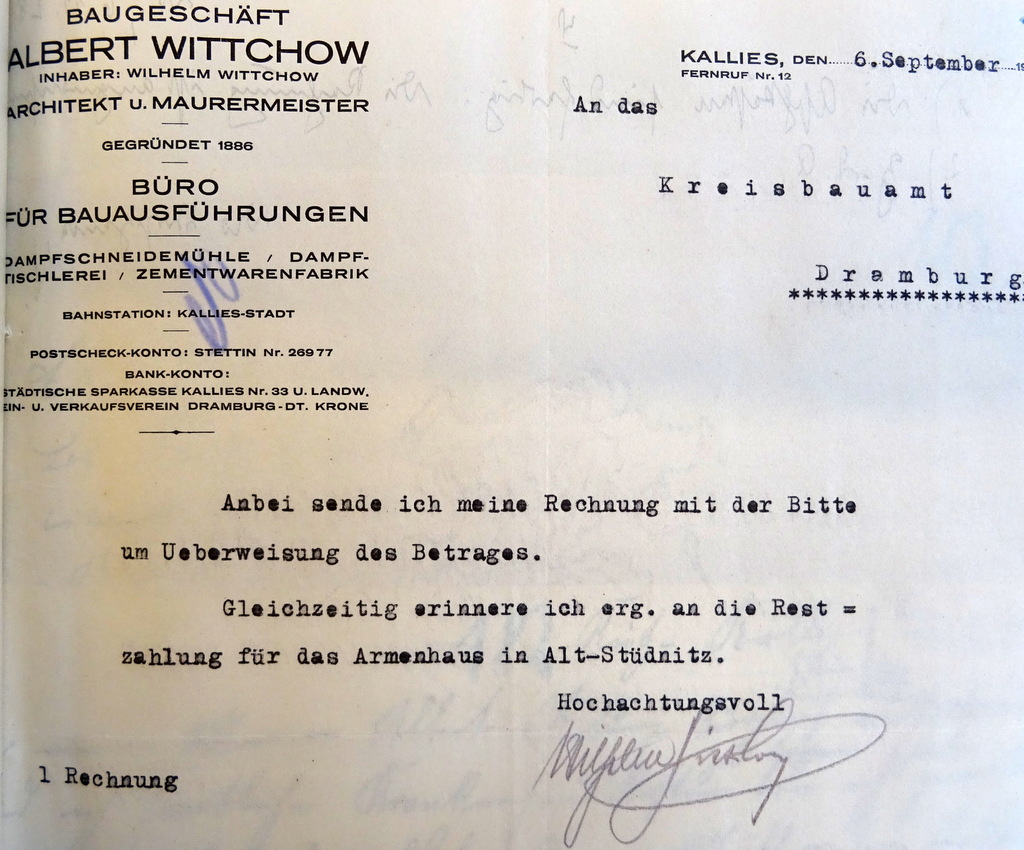 BAUGESCHÄFT
ALBERT WITTCHOW
INHABER: WILHELM WITTCHOW
ARCHITEKT U. MAURERMEISTER
GEGRÜNDET 1886
BÜRO
FÜR BAUAUSFÜHRUNGEN
DAMPFSCHNEIDEMÜHLE / DAMPF-
TISCHLEREI / ZEMENTWARENFABRIK
BAHNSTATION: KALLIES-STADT
POSTSCHECK-KONTO: STETTIN Nr. 26977
BANK-KONTO:
STÄDTISCHE SPARKASSE KALLIES Nr. 33 U. LANDW.
EIN- U. VERKAUFSVEREIN DRAMBURG-DT. KRONE
KALLIES, DEN 6.September 19
FERNRUF Nr. 12
An das
Kreisbauamt
Dramburg
******************
Anbei sende ich meine Rechnung mit der Bitte
um Ueberweisung des Betrages.
Gleichzeitig erinnere ich erg. an die Rest =
zahlung für das Armenhaus in Alt-Stüdnitz.
Hochachtungsvoll
1 Rechnung